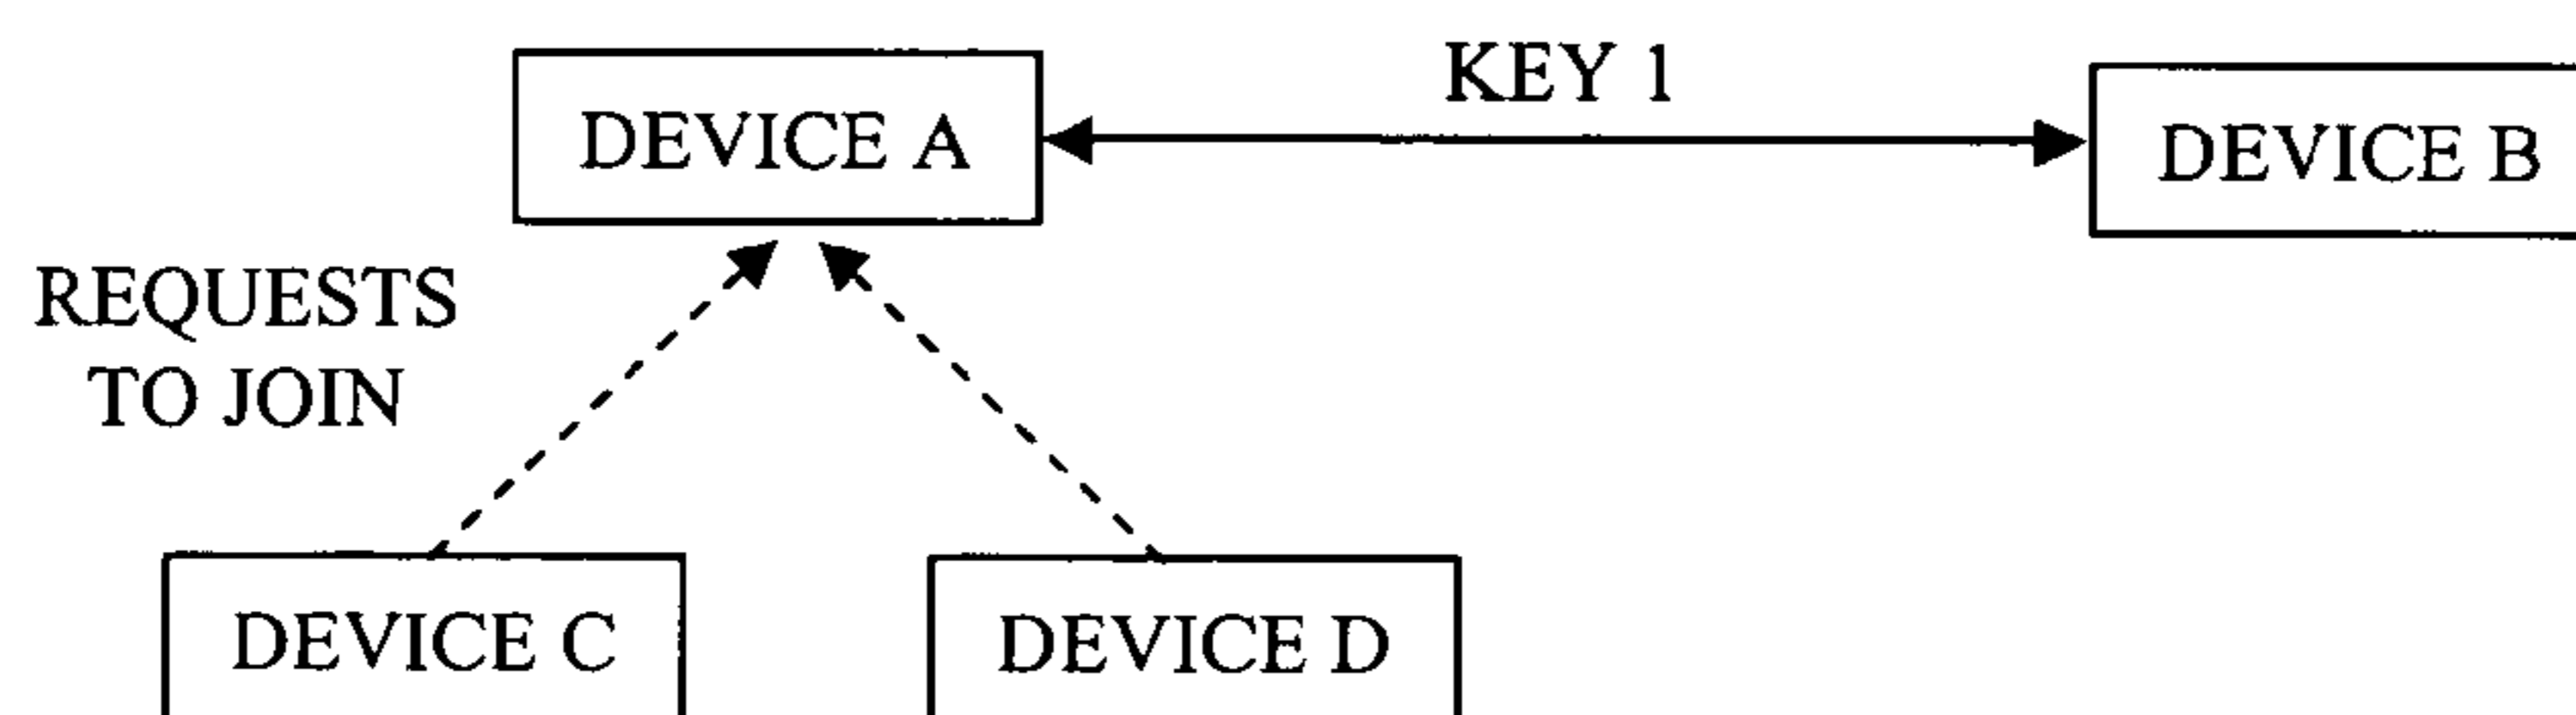 KEY 1
DEVICE A
DEVICE B
REQUESTS
TO JOIN
DEVICE C
DEVICE D